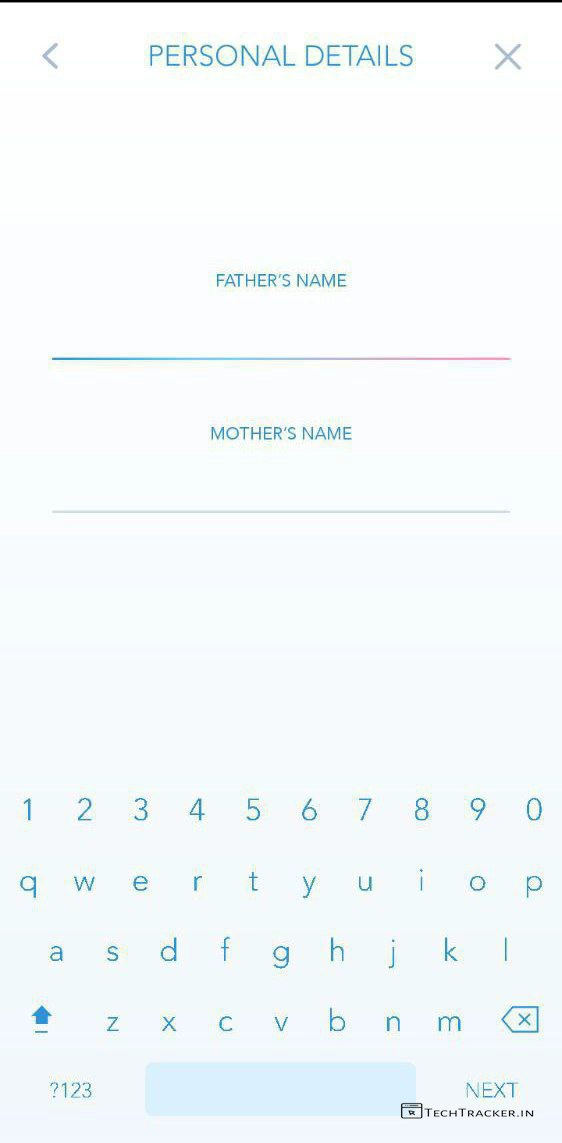 PERSONAL DETAILS
FATHER'S NAME
MOTHER'S NAME
1 2 3 4 5 6 7 8 9 0
q w e r t y u i o p
a s d f g h j k l
z x c v b n m
?123 NEXT
TECHTRACKER.IN